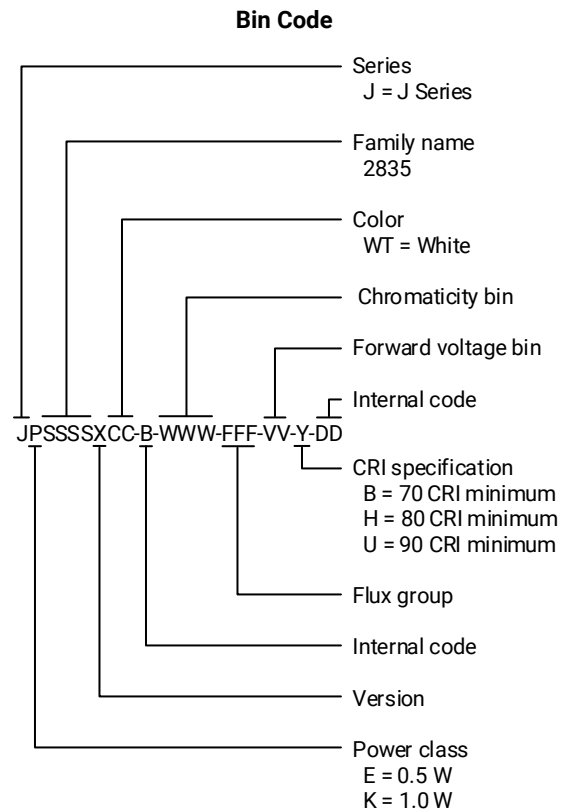 Bin Code
Series
J = J Series
Family name
2835
Color
WT = White
Chromaticity bin
Forward voltage bin
Internal code
JPSSSSXCC-B-WWW-FFF-VV-Y-DD
CRI specification
B = 70 CRI minimum
H = 80 CRI minimum
U = 90 CRI minimum
Flux group
Internal code
Version
Power class
E = 0.5 W
K = 1.0 W